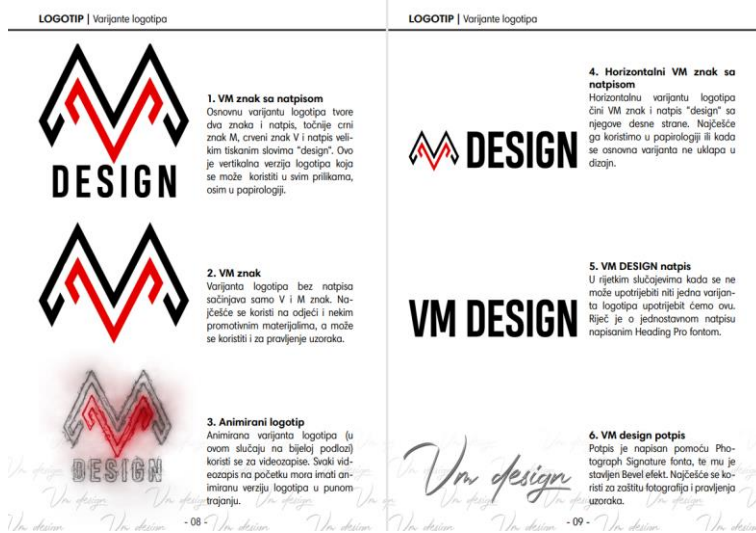 LOGOTIP | Varijante logotipa
DESIGN
1. VM znak sa natpisom
Osnovnu varijantu logotipa tvore
dva znaka i natpis, točnije crni
znak M, crveni znak V i natpis veli-
kim tiskanim slovima "design". Ovo
je vertikalna verzija logotipa koja
se može koristiti u svim prilikama,
osim u papirologiji.
2. VM znak
Varijanta logotipa bez natpisa
sačinjava samo V i M znak. Na-
jčešće se koristi na odjeći i nekim
promotivnim materijalima, a može
se koristiti i za pravljenje uzoraka.
DESIGN
3. Animirani logotip
Animirana varijanta logotipa (u
ovom slučaju na bijeloj podlozi)
koristi se za videozapise. Svaki vid-
eozapis na početku mora imati an-
imiranu verziju logotipa u punom
trajanju.
- 08 -
LOGOTIP | Varijante logotipa
DESIGN
4. Horizontalni VM znak sa
natpisom
Horizontalnu varijantu logotipa
čini VM znak i natpis "design" sa
njegove desne strane. Najčešće
ga koristimo u papirologiji ili kada
se osnovna varijanta ne uklapa u
dizajn.
VM DESIGN
5. VM DESIGN natpis
U rijetkim slučajevima kada se ne
može upotrijebiti niti jedna varijan-
ta logotipa upotrijebit ćemo ovu.
Riječ je o jednostavnom natpisu
napisanim Heading Pro fontom.
Vm design
6. VM design potpis
Potpis je napisan pomoću Pho-
tograph Signature fonta, te mu je
stavljen Bevel efekt. Najčešće se ko-
risti za zaštitu fotografija i pravljenja
uzoraka.
- 09 -